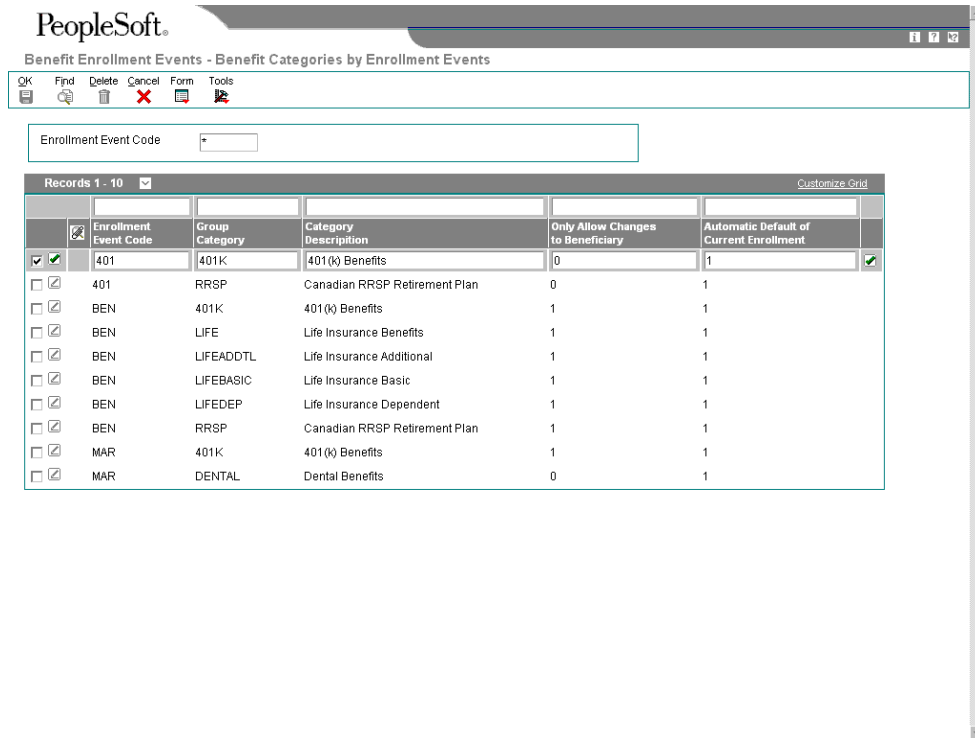 PeopleSoft®
Benefit Enrollment Events - Benefit Categories by Enrollment Events
OK Find Delete Cancel Form Tools
Enrollment Event Code *
Records 1 - 10 Customize Grid
Enrollment Event Code Group Category Category Descripition Only Allow Changes to Beneficiary Automatic Default of Current Enrollment
401 401K 401(k) Benefits 0 1
401 RRSP Canadian RRSP Retirement Plan 0 1
BEN 401K 401(k) Benefits 1 1
BEN LIFE Life Insurance Benefits 1 1
BEN LIFEADDTL Life Insurance Additional 1 1
BEN LIFEBASIC Life Insurance Basic 1 1
BEN LIFEDEP Life Insurance Dependent 1 1
BEN RRSP Canadian RRSP Retirement Plan 1 1
MAR 401K 401(k) Benefits 1 1
MAR DENTAL Dental Benefits 0 1